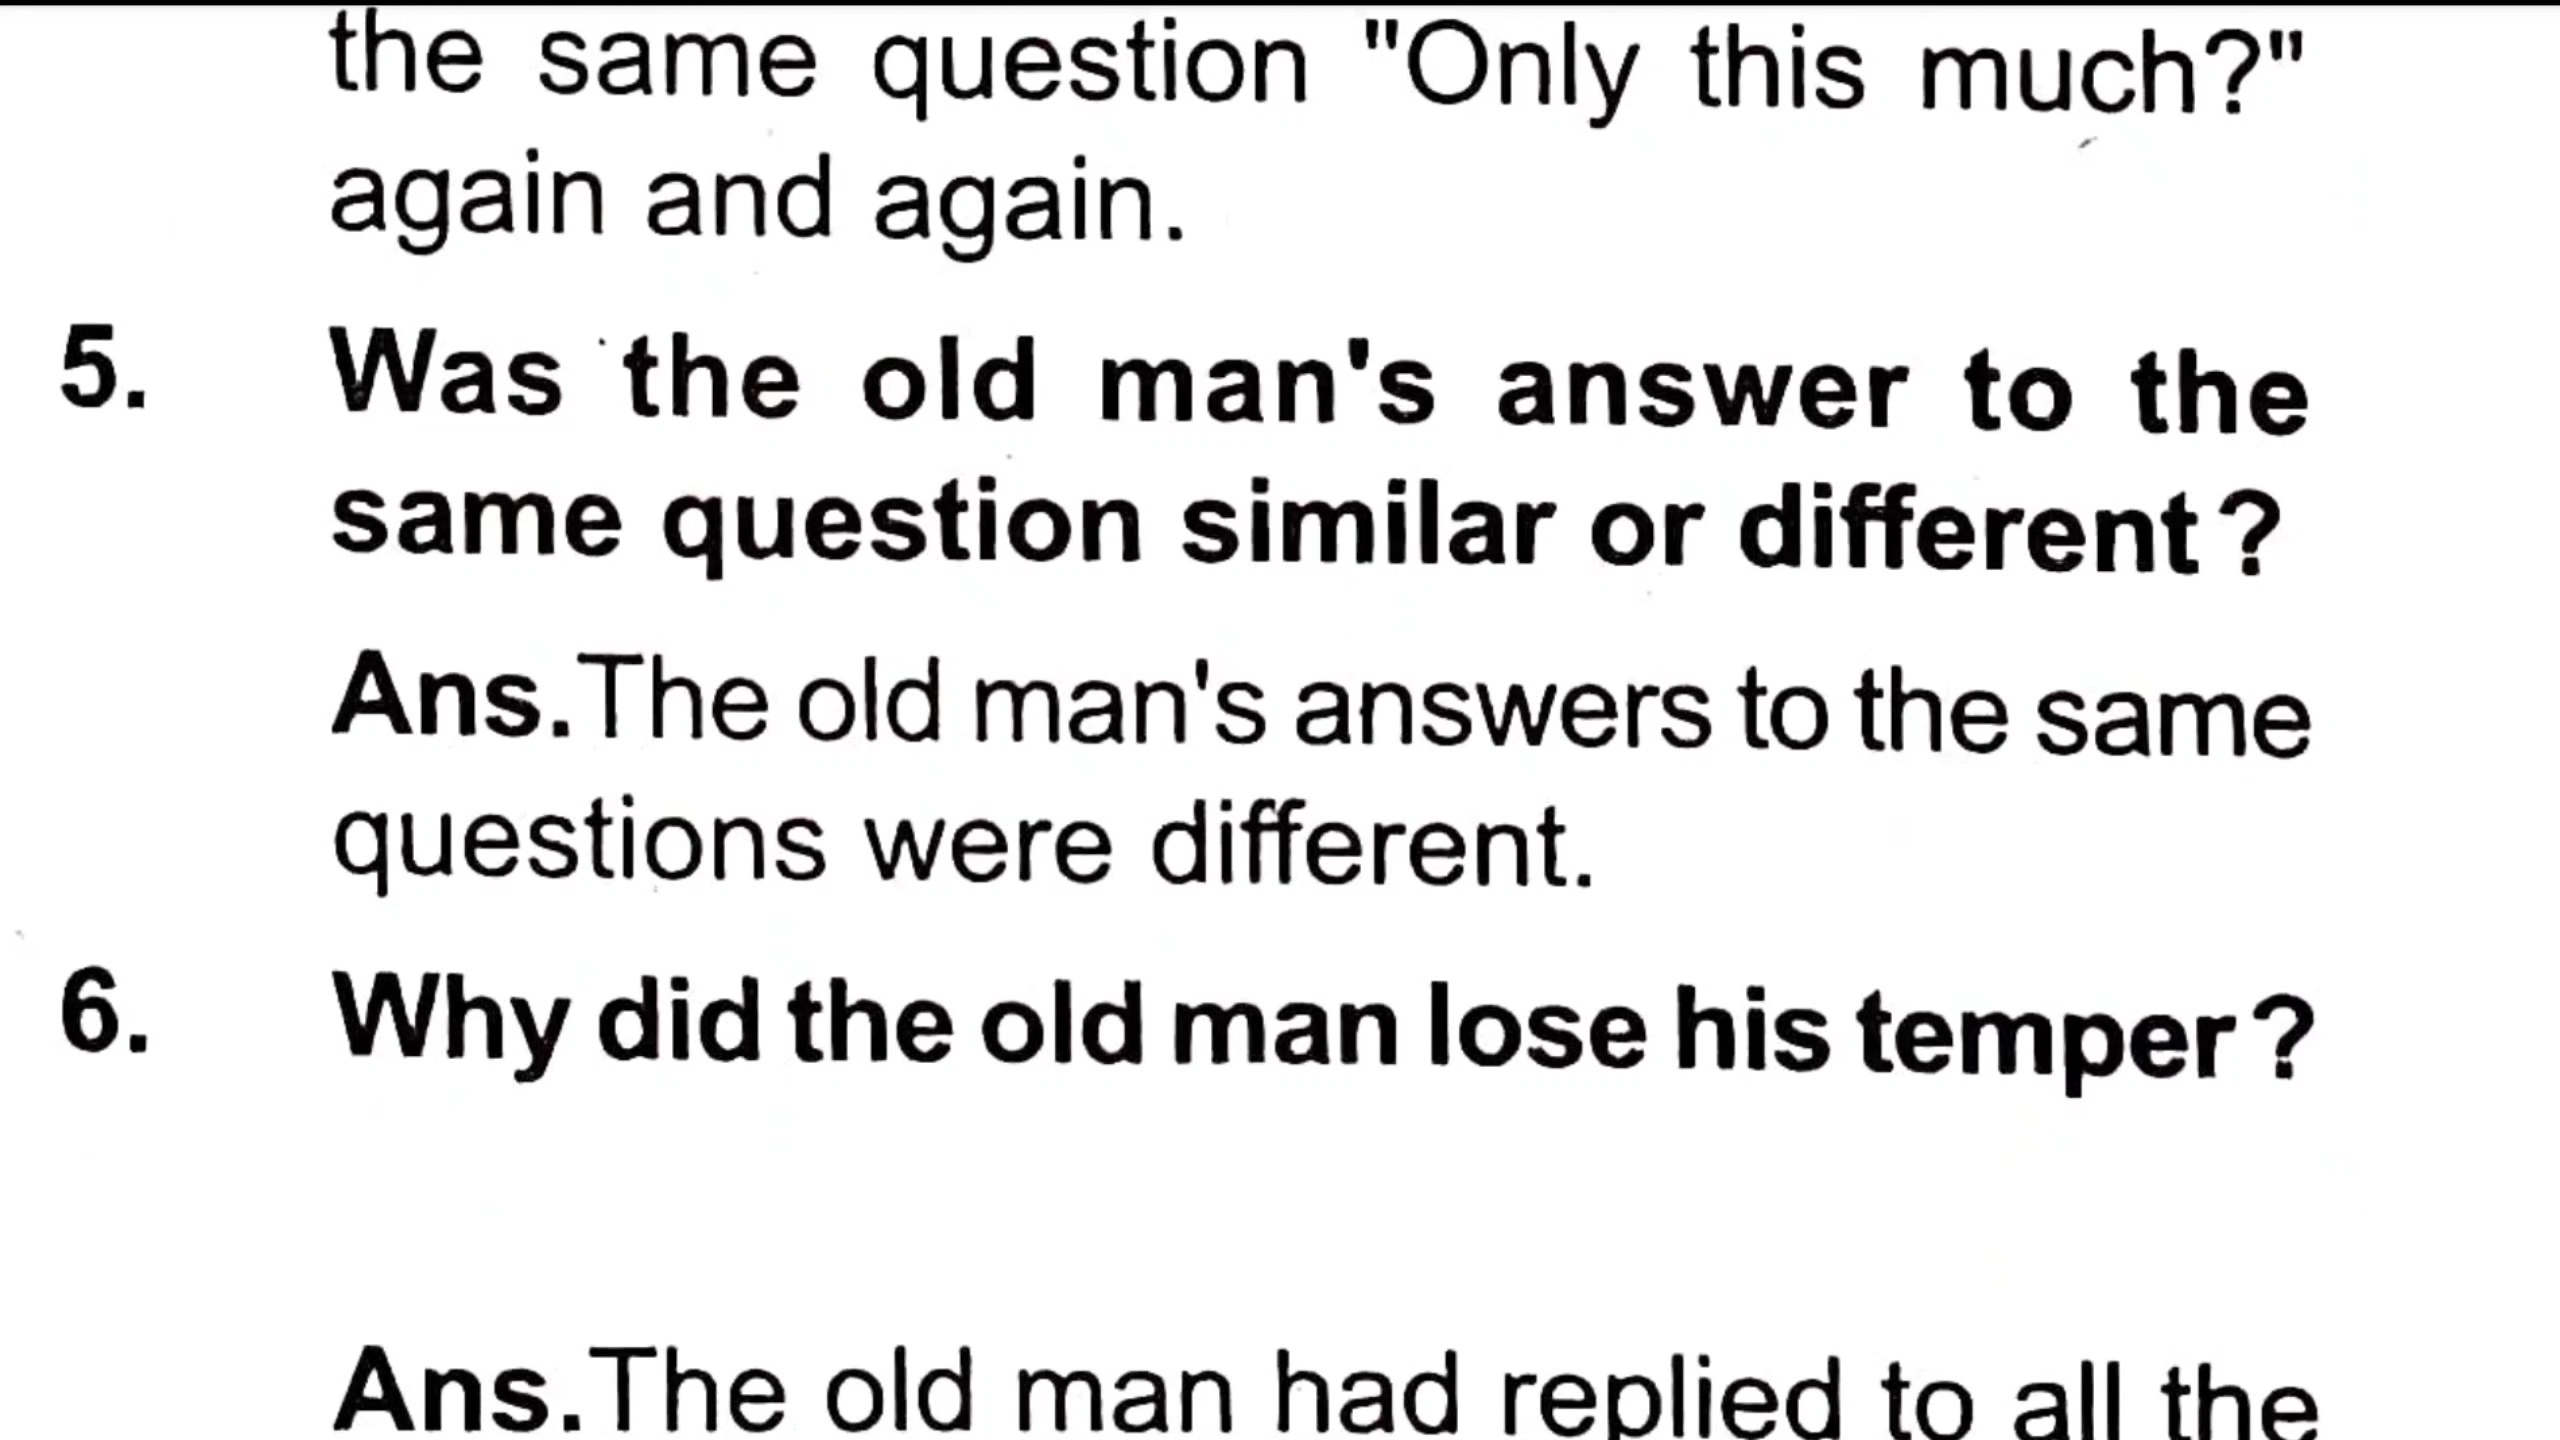 the same question "Only this much?"
again and again.
5. Was the old man's answer to the
same question similar or different?
Ans.The old man's answers to the same
questions were different.
6. Why did the old man lose his temper?
Ans.The old man had replied to all the